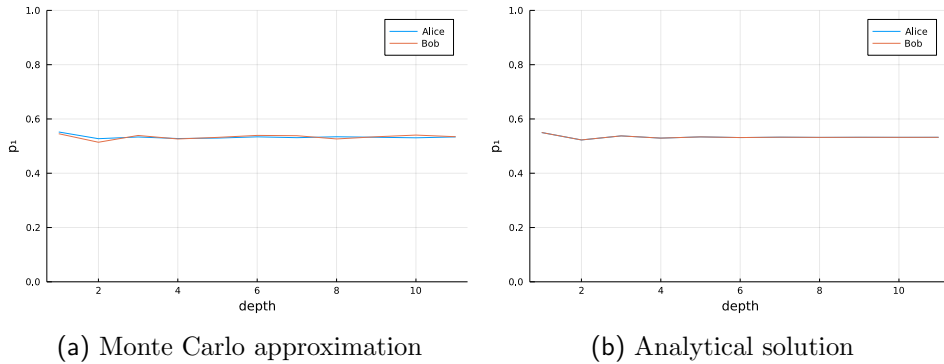 1.0
0.8
0.6
0.4
0.2
0.0
p₁
2
4
6
8
10
depth
Alice
Bob
(a) Monte Carlo approximation
1.0
0.8
0.6
0.4
0.2
0.0
p₁
2
4
6
8
10
depth
Alice
Bob
(b) Analytical solution